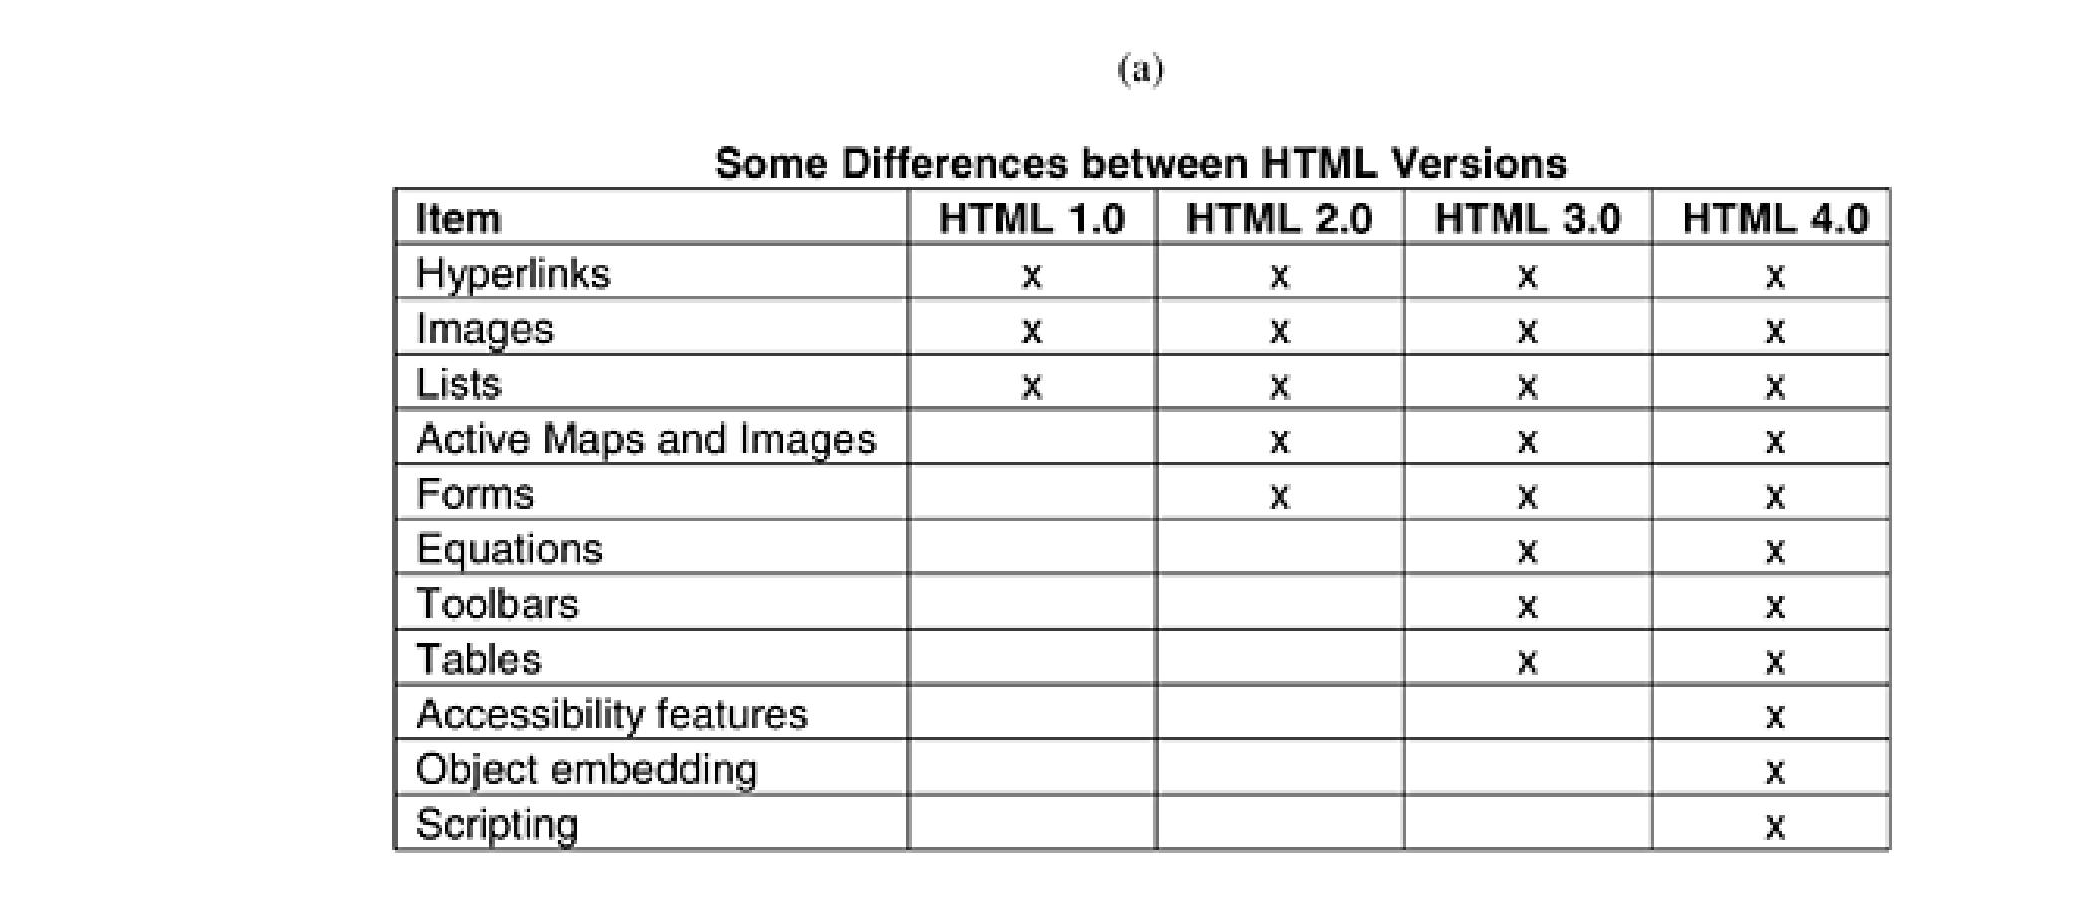 (a)
Some Differences between HTML Versions
Item HTML 1.0 HTML 2.0 HTML 3.0 HTML 4.0
Hyperlinks x x x x
Images x x x x
Lists x x x x
Active Maps and Images x x x
Forms x x x
Equations x x
Toolbars x x
Tables x x
Accessibility features x
Object embedding x
Scripting x